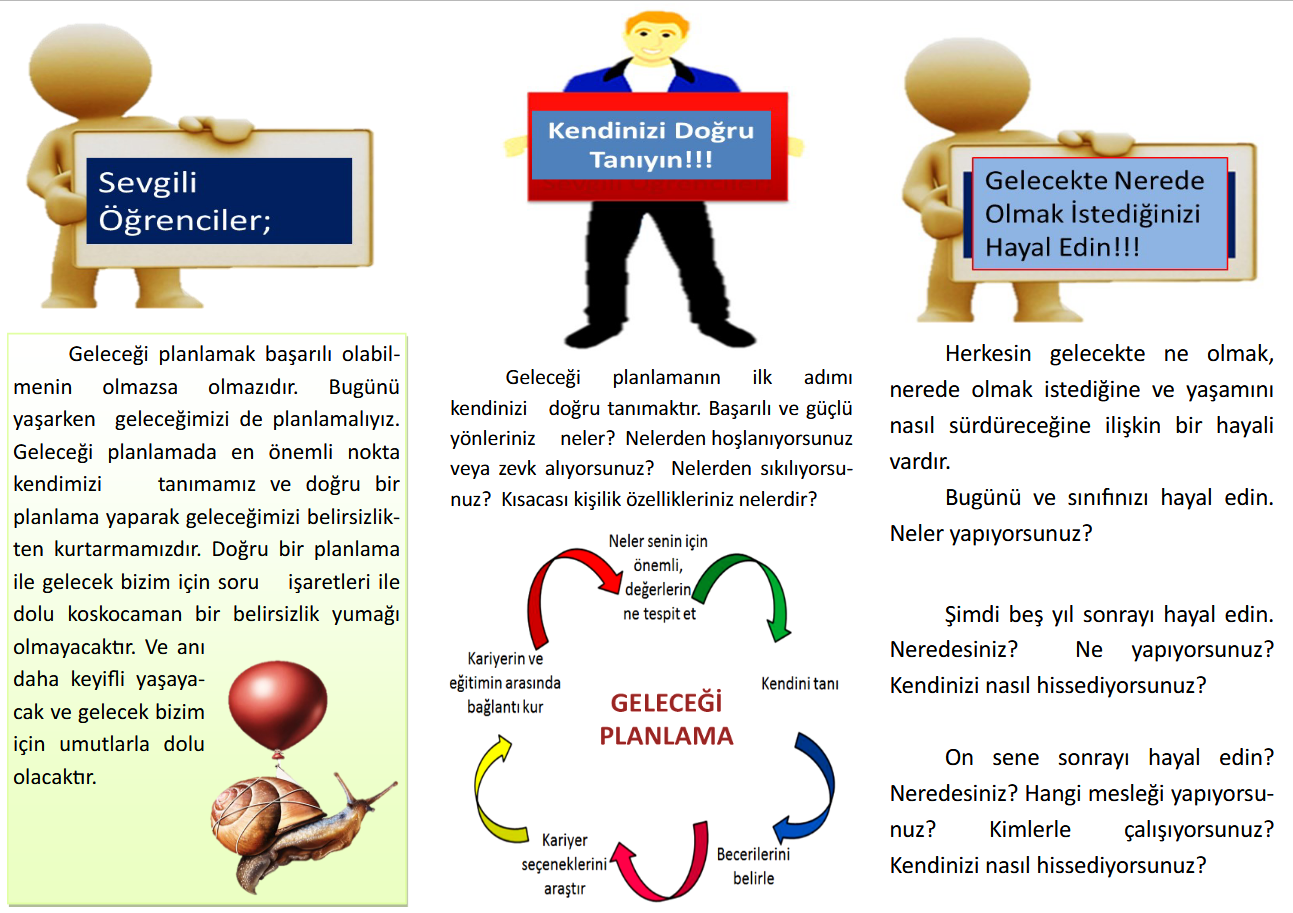 Sevgili
Öğrenciler;
Geleceği planlamak başarılı olabil-
menin olmazsa olmazıdır. Bugünü
yaşarken geleceğimizi de planlamalıyız.
Geleceği planlamada en önemli nokta
kendimizi tanımamız ve doğru bir
planlama yaparak geleceğimizi belirsizlik-
ten kurtarmamızdır. Doğru bir planlama
ile gelecek bizim için soru işaretleri ile
dolu koskocaman bir belirsizlik yumağı
olmayacaktır. Ve anı
daha keyifli yaşaya-
cak ve gelecek bizim
için umutlarla dolu
olacaktır.
Kendinizi Doğru
Tanıyın!!!
Geleceği planlamanın ilk adımı
kendinizi doğru tanımaktır. Başarılı ve güçlü
yönleriniz neler? Nelerden hoşlanıyorsunuz
veya zevk alıyorsunuz? Nelerden sıkılıyorsu-
nuz? Kısacası kişilik özellikleriniz nelerdir?
Neler senin için
önemli,
değerlerin
ne tespit et
Kendini tanı
Becerilerini
belirle
Kariyer
seçeneklerini
araştır
Kariyerin ve
eğitimin arasında
bağlantı kur
GELECEĞİ
PLANLAMA
Gelecekte Nerede
Olmak İstediğinizi
Hayal Edin!!!
Herkesin gelecekte ne olmak,
nerede olmak istediğine ve yaşamını
nasıl sürdüreceğine ilişkin bir hayali
vardır.
Bugünü ve sınıfınızı hayal edin.
Neler yapıyorsunuz?
Şimdi beş yıl sonrayı hayal edin.
Neredesiniz? Ne yapıyorsunuz?
Kendinizi nasıl hissediyorsunuz?
On sene sonrayı hayal edin?
Neredesiniz? Hangi mesleği yapıyorsu-
nuz? Kimlerle çalışıyorsunuz?
Kendinizi nasıl hissediyorsunuz?